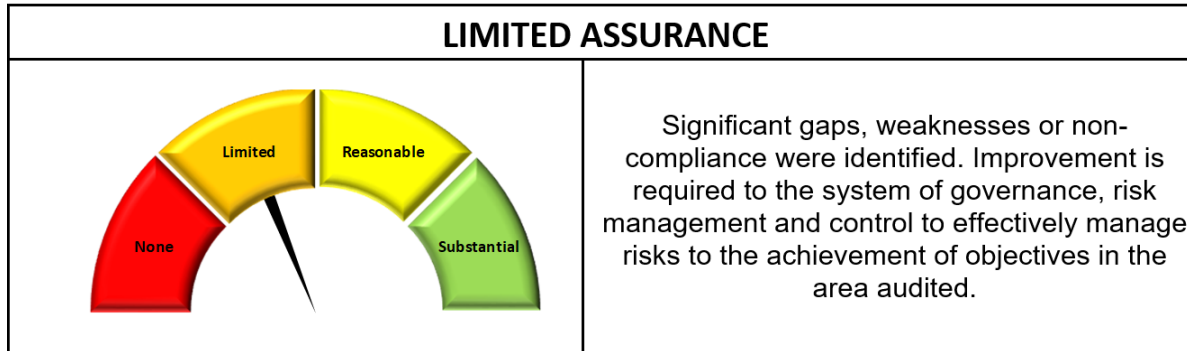 LIMITED ASSURANCE
Limited
Reasonable
None
Substantial
Significant gaps, weaknesses or non-
compliance were identified. Improvement is
required to the system of governance, risk
management and control to effectively manage
risks to the achievement of objectives in the
area audited.